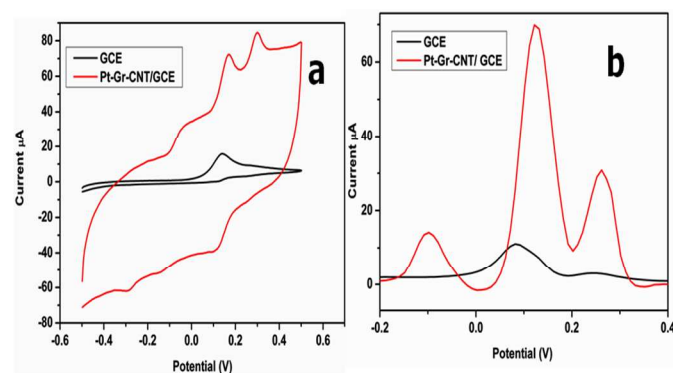 GCE
Pt-Gr-CNT/GCE
a
80
60
40
20
0
-20
-40
-60
-80
Current µA
-0.6
-0.4
-0.2
0.0
0.2
0.4
0.6
Potential (V)
GCE
Pt-Gr-CNT/ GCE
b
60
40
20
0
Current µA
-0.2
0.0
0.2
0.4
Potential (V)